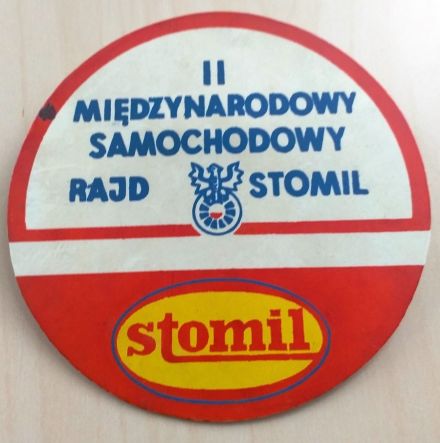 II
MIĘDZYNARODOWY
SAMOCHODOWY
RAJD STOMIL
stomil